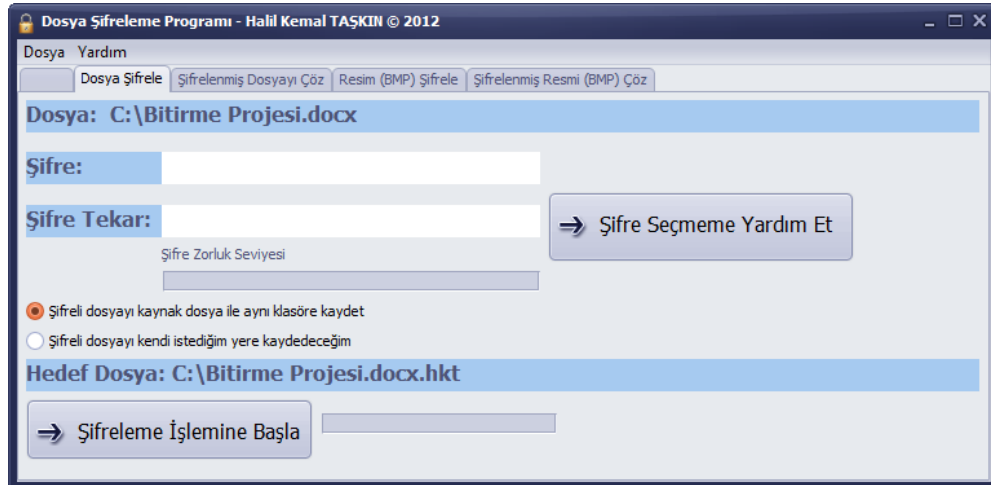 Dosya Şifreleme Programı - Halil Kemal TAŞKIN © 2012
Dosya Yardım
Dosya Şifrele Şifrelenmiş Dosyayı Çöz Resim (BMP) Şifrele Şifrelenmiş Resmi (BMP) Çöz
Dosya: C:\Bitirme Projesi.docx
Şifre:
Şifre Tekar:
Şifre Seçmeme Yardım Et
Şifre Zorluk Seviyesi
Şifreli dosyayı kaynak dosya ile aynı klasöre kaydet
Şifreli dosyayı kendi istediğim yere kaydedeceğim
Hedef Dosya: C:\Bitirme Projesi.docx.hkt
Şifreleme İşlemine Başla